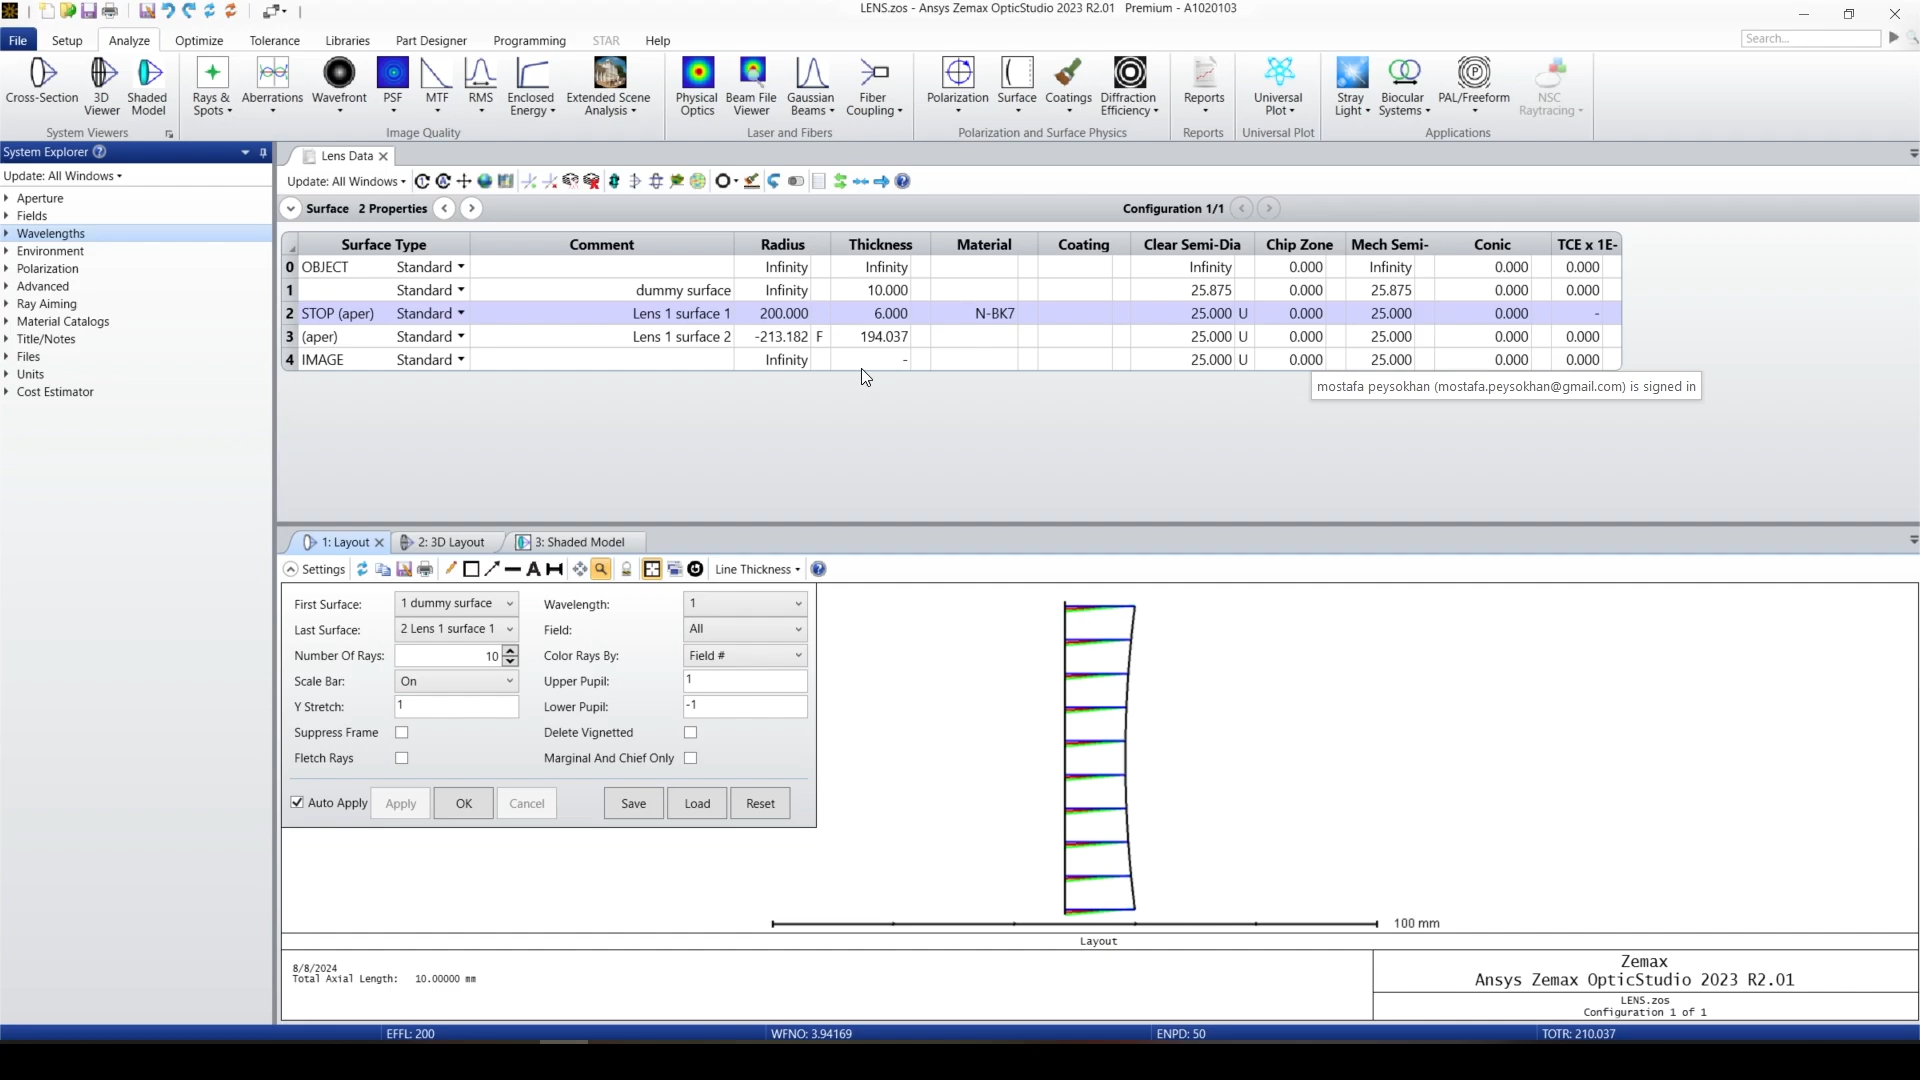 LENS.zos - Ansys Zemax OpticStudio 2023 R2.01   Premium - A1020103
File Setup Analyze Optimize Tolerance Libraries Part Designer Programming STAR Help
Search...
Cross-Section 3D Viewer Shaded Model Rays & Spots Aberrations Wavefront PSF MTF RMS Enclosed Energy Extended Scene Analysis Physical Optics Beam File Viewer Gaussian Beams Fiber Coupling Polarization Surface Coatings Diffraction Efficiency Reports Universal Plot Stray Light Biocular Systems PAL/Freeform NSC Raytracing
System Viewers Image Quality Laser and Fibers Polarization and Surface Physics Reports Universal Plot Applications
System Explorer ?
Update: All Windows
Aperture
Fields
Wavelengths
Environment
Polarization
Advanced
Ray Aiming
Material Catalogs
Title/Notes
Files
Units
Cost Estimator
Lens Data
Update: All Windows
Surface 2 Properties Configuration 1/1
Surface Type Comment Radius Thickness Material Coating Clear Semi-Dia Chip Zone Mech Semi- Conic TCE x 1E-
0 OBJECT Standard Infinity Infinity Infinity 0.000 Infinity 0.000 0.000
1 Standard dummy surface Infinity 10.000 25.875 0.000 25.875 0.000 0.000
2 STOP (aper) Standard Lens 1 surface 1 200.000 6.000 N-BK7 25.000 U 0.000 25.000 0.000 -
3 (aper) Standard Lens 1 surface 2 -213.182 F 194.037 25.000 U 0.000 25.000 0.000 0.000
4 IMAGE Standard Infinity - 25.000 U 0.000 25.000 0.000 0.000
mostafa peysokhan (mostafa.peysokhan@gmail.com) is signed in
1: Layout 2: 3D Layout 3: Shaded Model
Settings A Line Thickness ?
First Surface: 1 dummy surface Wavelength: 1
Last Surface: 2 Lens 1 surface 1 Field: All
Number Of Rays: 10 Color Rays By: Field #
Scale Bar: On Upper Pupil: 1
Y Stretch: 1 Lower Pupil: -1
Suppress Frame Delete Vignetted
Fletch Rays Marginal And Chief Only
Auto Apply Apply OK Cancel Save Load Reset
100 mm
Layout
8/8/2024
Total Axial Length:   10.00000 mm
Zemax
Ansys Zemax OpticStudio 2023 R2.01
LENS.zos
Configuration 1 of 1
EFFL: 200 WFNO: 3.94169 ENPD: 50 TOTR: 210.037